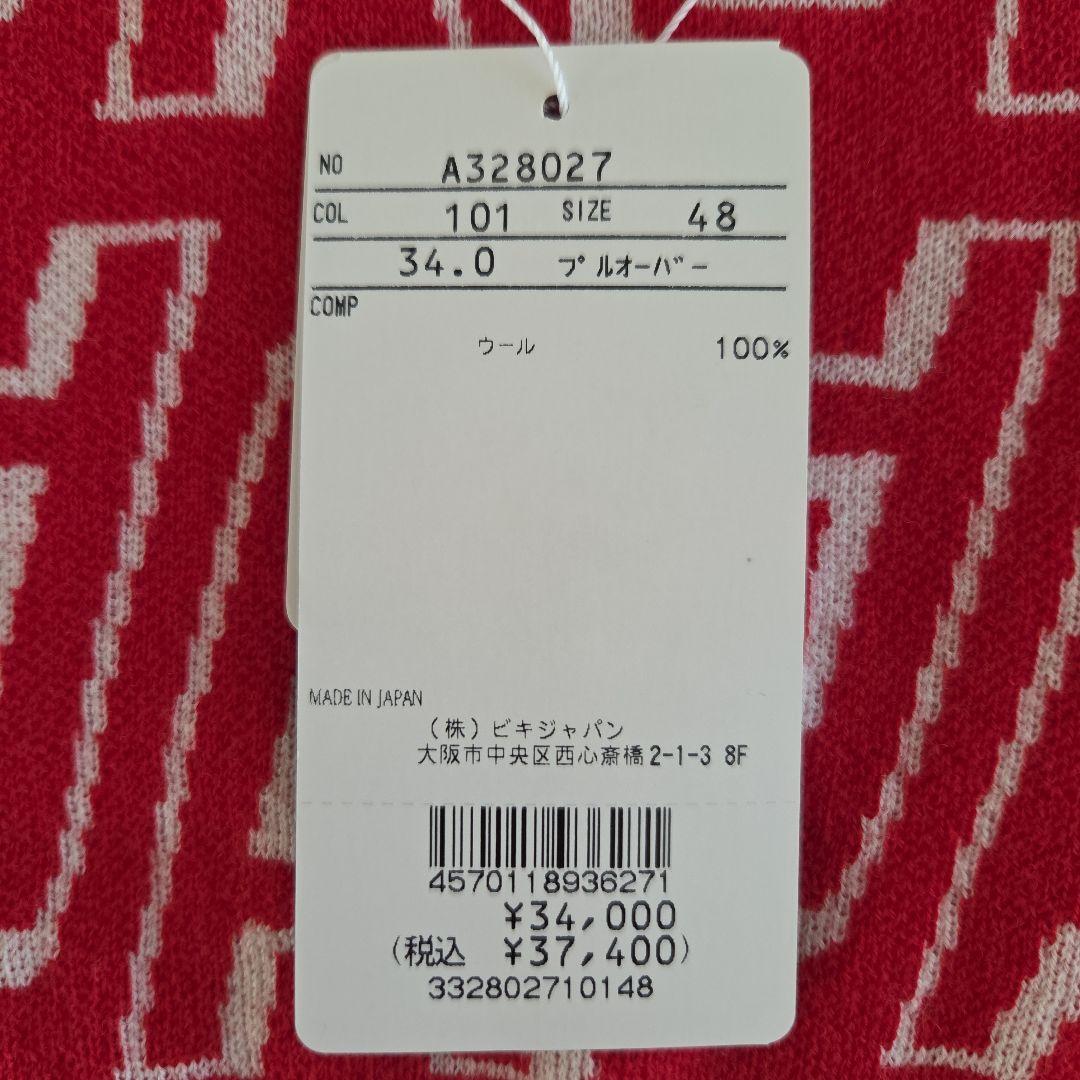 NO A328027
COL 101 SIZE 48
34.0 プルオーバー
COMP
ウール 100%
MADE IN JAPAN
(株)ビキジャパン
大阪市中央区西心斎橋2-1-3 8F
4570118936271
¥34,000
(税込 ¥37,400)
332802710148